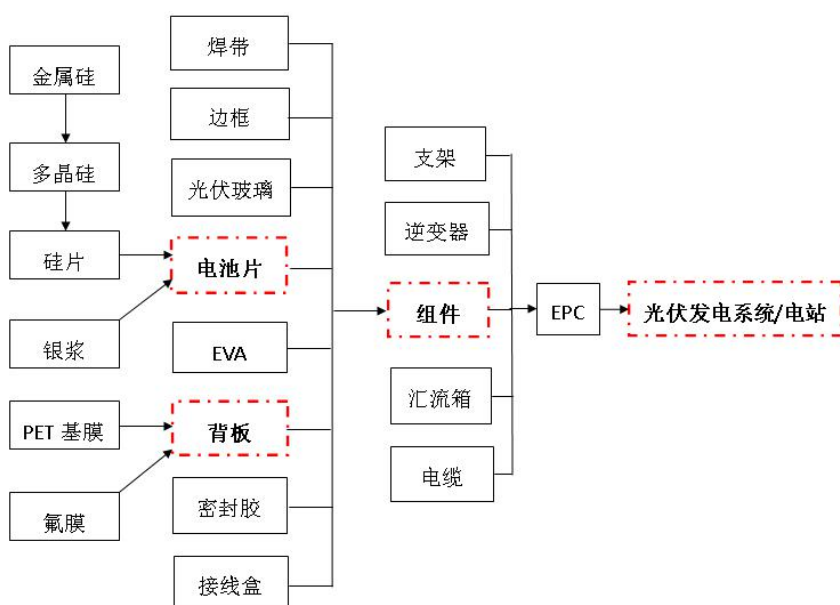 金属硅
多晶硅
硅片
银浆
PET 基膜
氟膜
焊带
边框
光伏玻璃
电池片
EVA
背板
密封胶
接线盒
支架
逆变器
组件
汇流箱
电缆
EPC
光伏发电系统/电站